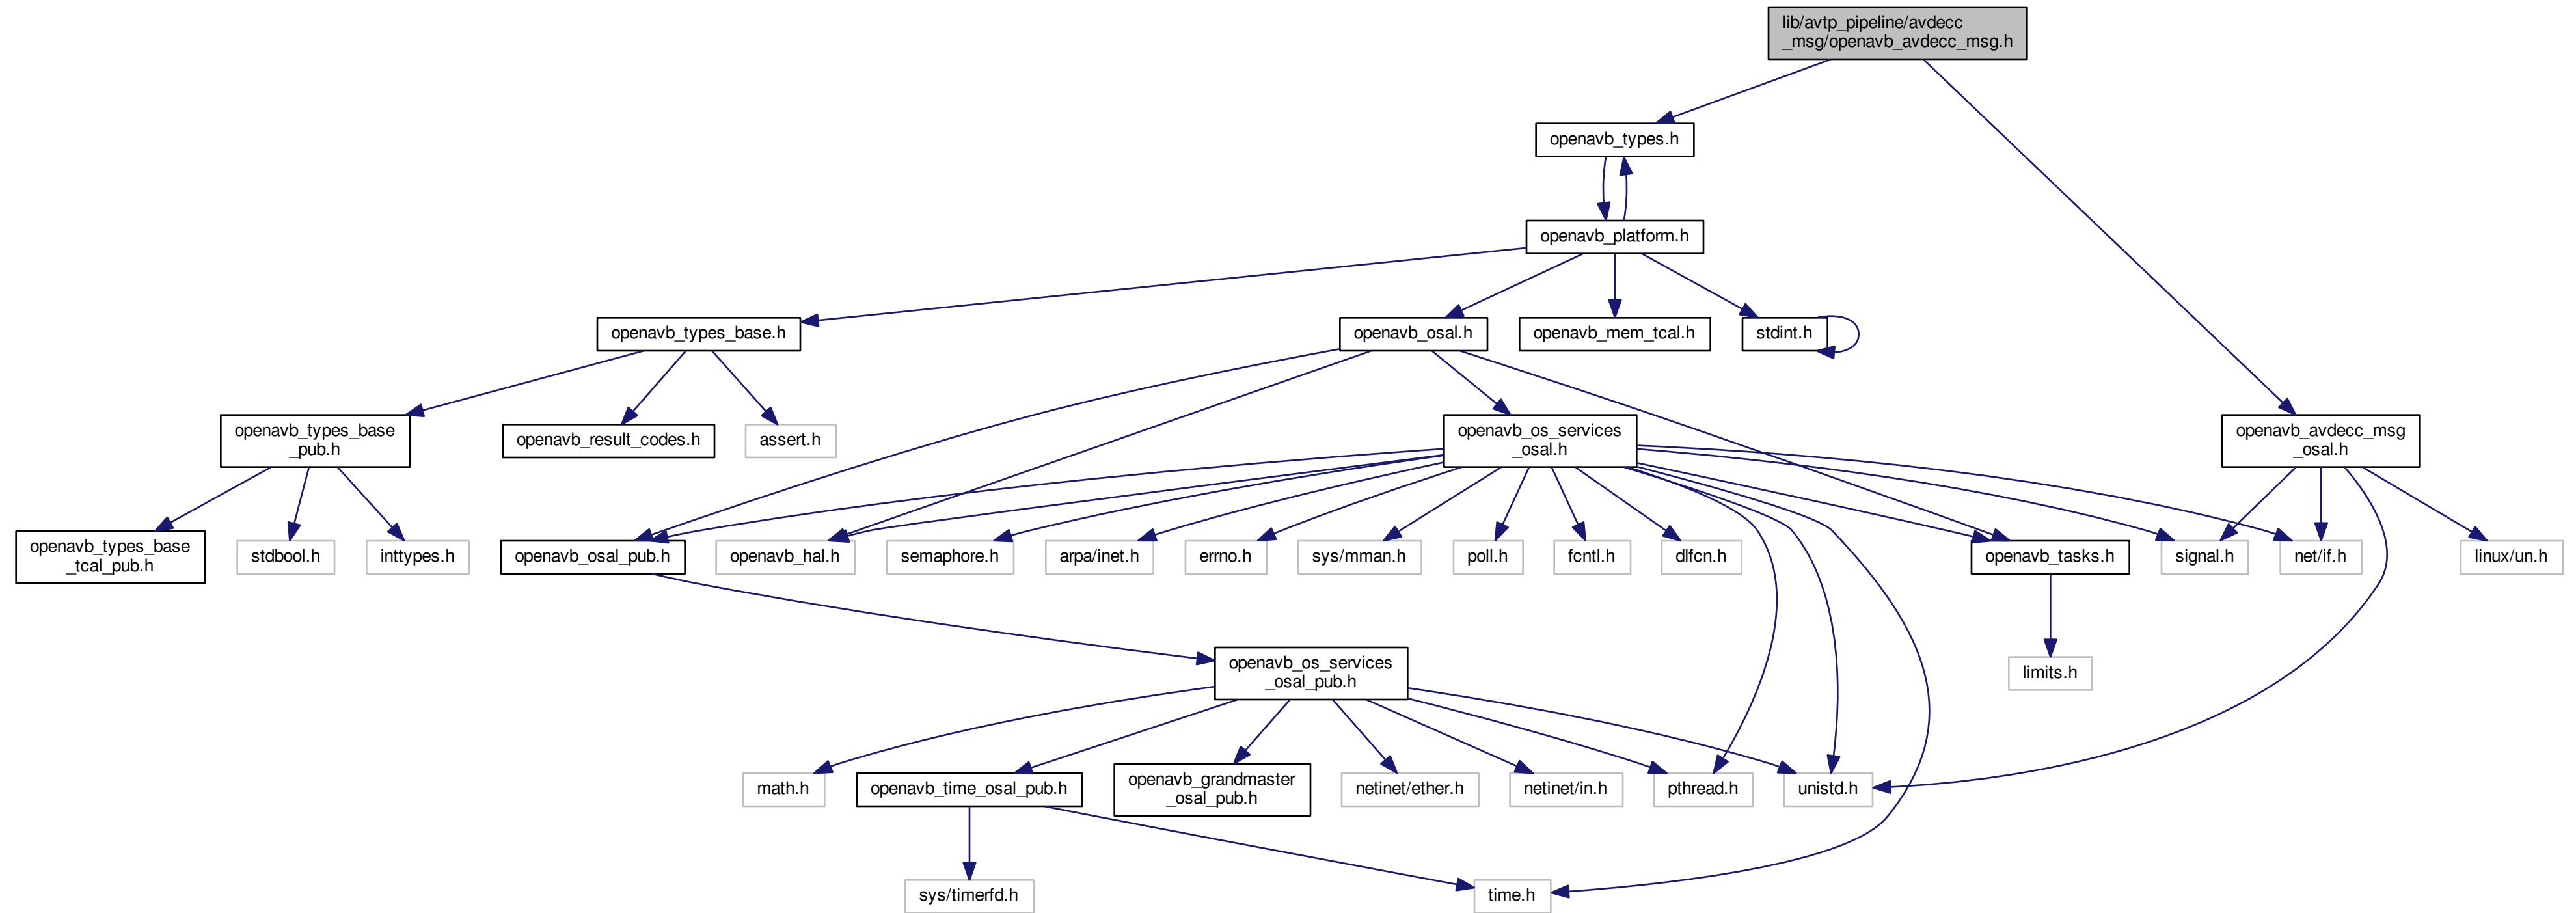 lib/avtp_pipeline/avdecc
_msg/openavb_avdecc_msg.h
openavb_types.h
openavb_platform.h
openavb_types_base.h
openavb_osal.h
openavb_mem_tcal.h
stdint.h
openavb_types_base
_pub.h
openavb_result_codes.h
assert.h
openavb_os_services
_osal.h
openavb_avdecc_msg
_osal.h
openavb_types_base
_tcal_pub.h
stdbool.h
inttypes.h
openavb_osal_pub.h
openavb_hal.h
semaphore.h
arpa/inet.h
errno.h
sys/mman.h
poll.h
fcntl.h
dlfcn.h
openavb_tasks.h
signal.h
net/if.h
linux/un.h
openavb_os_services
_osal_pub.h
limits.h
math.h
openavb_time_osal_pub.h
openavb_grandmaster
_osal_pub.h
netinet/ether.h
netinet/in.h
pthread.h
unistd.h
sys/timerfd.h
time.h